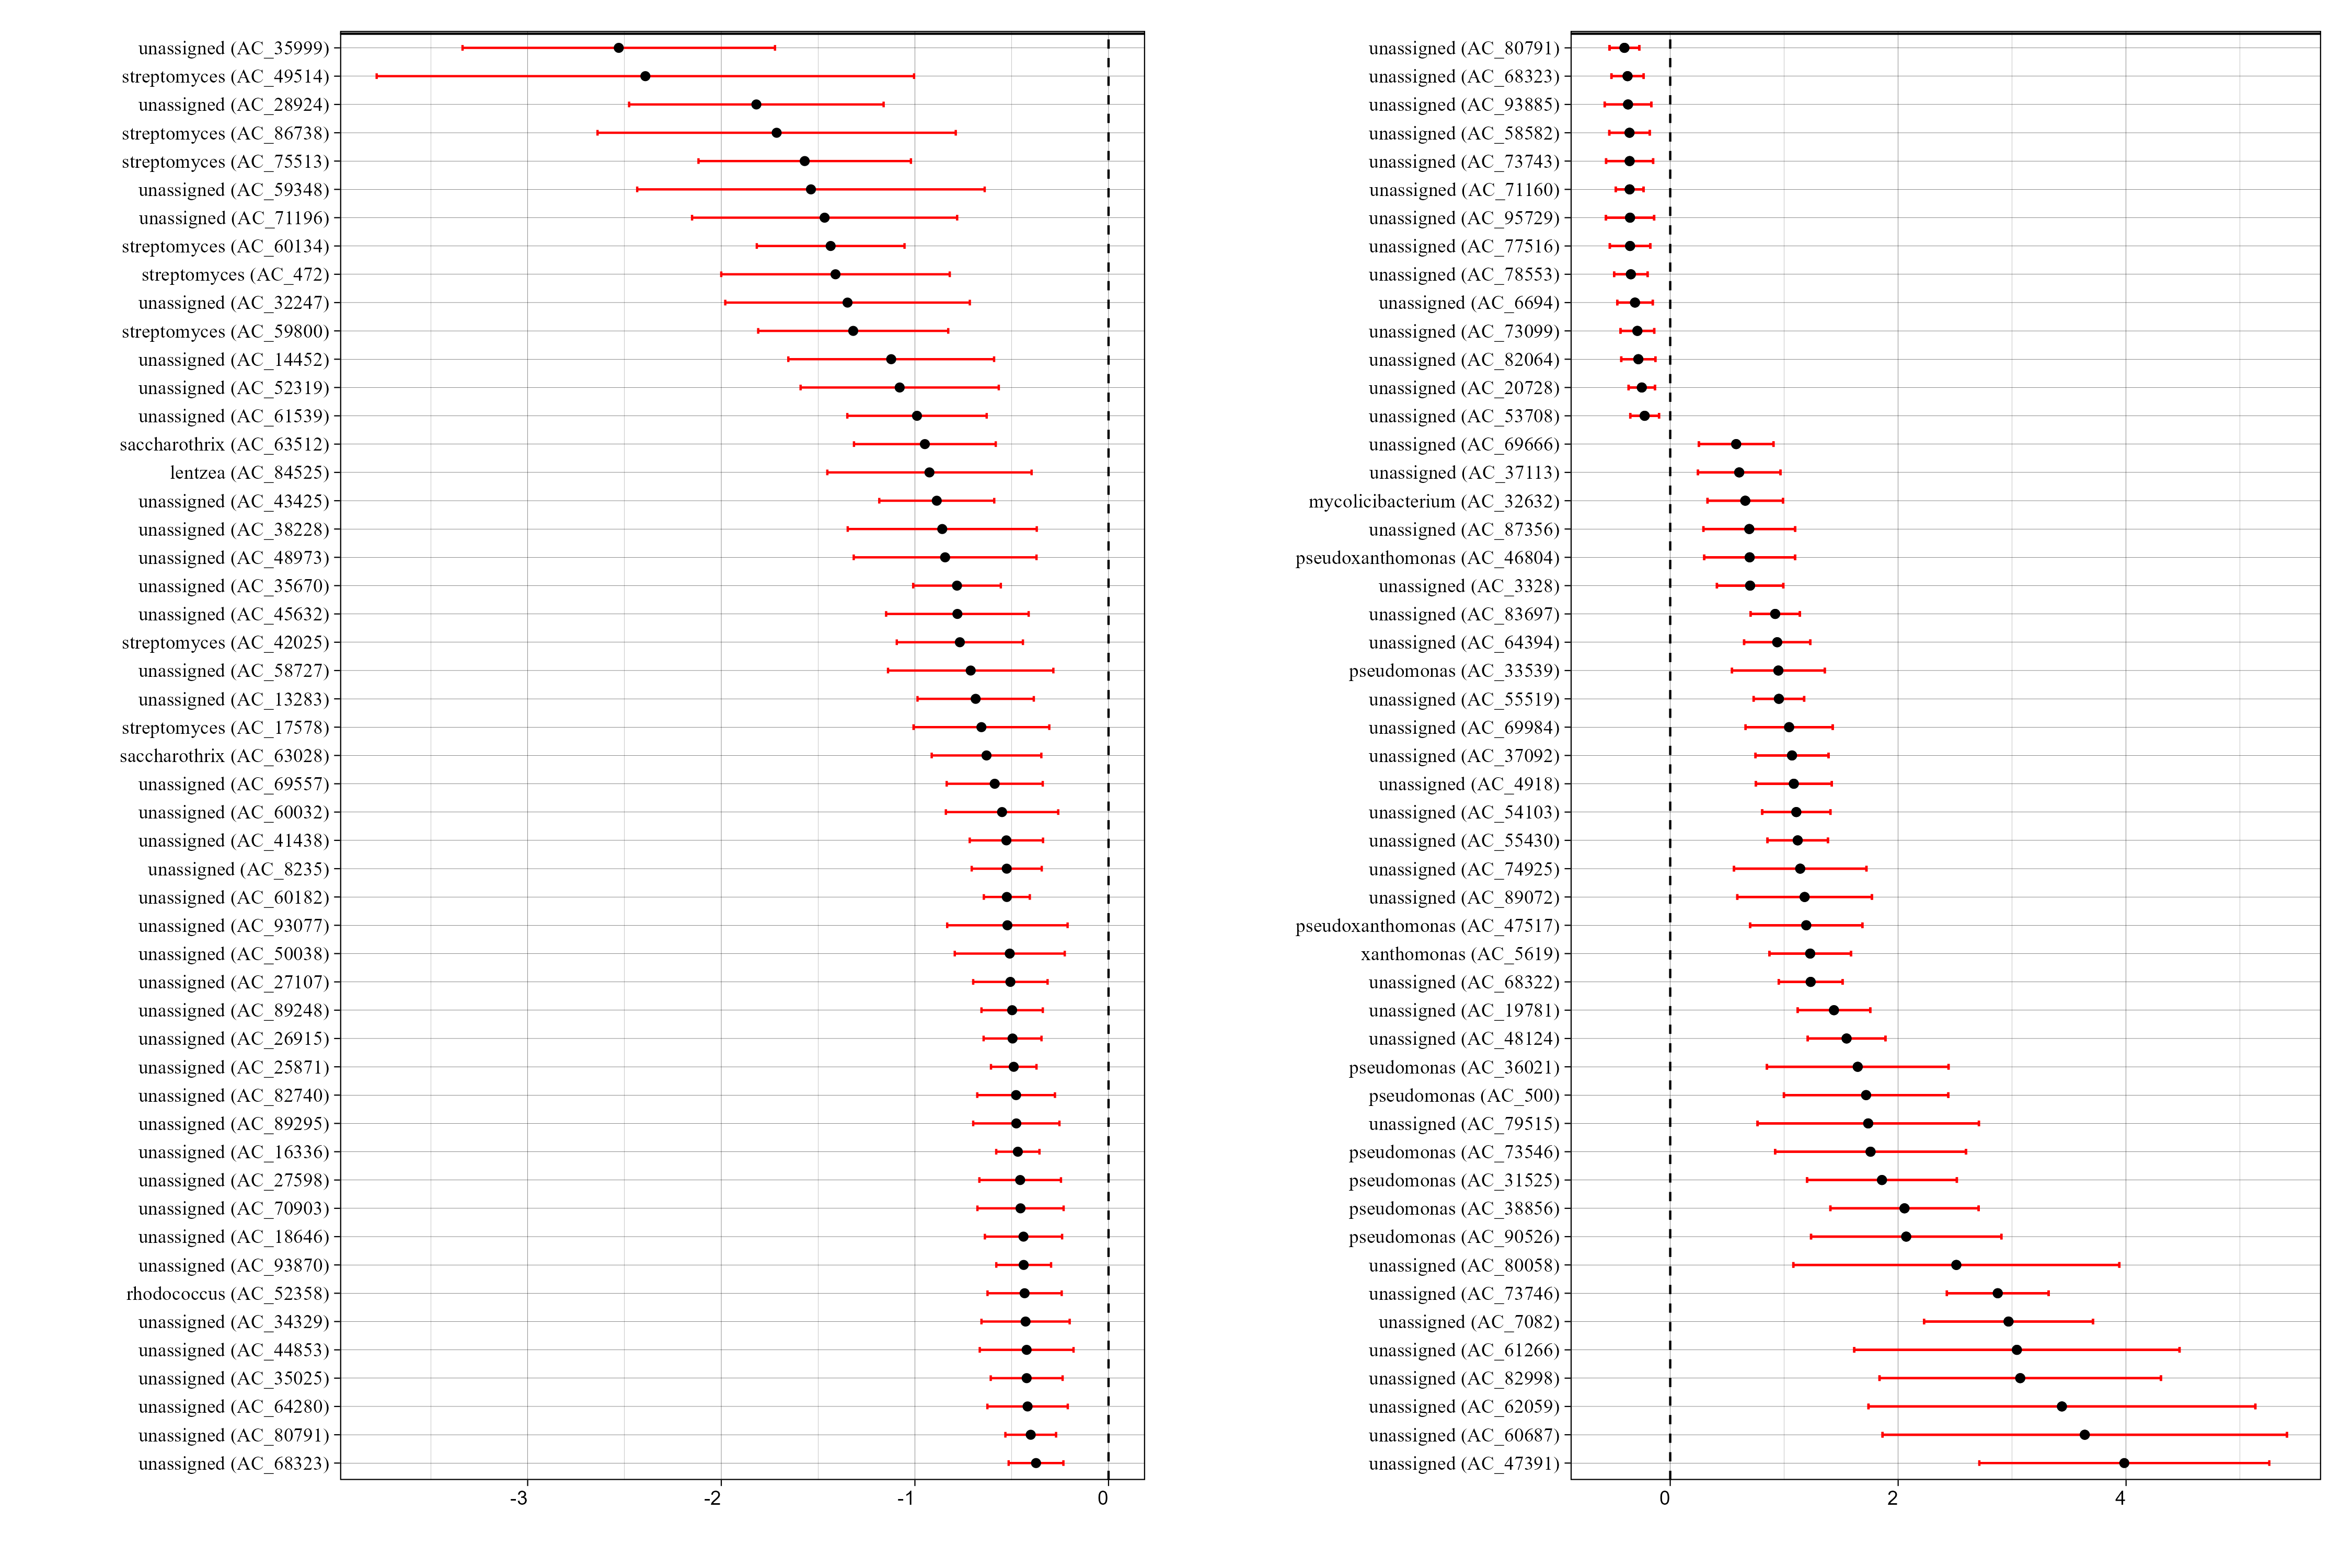 unassigned (AC_35999)
streptomyces (AC_49514)
unassigned (AC_28924)
streptomyces (AC_86738)
streptomyces (AC_75513)
unassigned (AC_59348)
unassigned (AC_71196)
streptomyces (AC_60134)
streptomyces (AC_472)
unassigned (AC_32247)
streptomyces (AC_59800)
unassigned (AC_14452)
unassigned (AC_52319)
unassigned (AC_61539)
saccharothrix (AC_63512)
lentzea (AC_84525)
unassigned (AC_43425)
unassigned (AC_38228)
unassigned (AC_48973)
unassigned (AC_35670)
unassigned (AC_45632)
streptomyces (AC_42025)
unassigned (AC_58727)
unassigned (AC_13283)
streptomyces (AC_17578)
saccharothrix (AC_63028)
unassigned (AC_69557)
unassigned (AC_60032)
unassigned (AC_41438)
unassigned (AC_8235)
unassigned (AC_60182)
unassigned (AC_93077)
unassigned (AC_50038)
unassigned (AC_27107)
unassigned (AC_89248)
unassigned (AC_26915)
unassigned (AC_25871)
unassigned (AC_82740)
unassigned (AC_89295)
unassigned (AC_16336)
unassigned (AC_27598)
unassigned (AC_70903)
unassigned (AC_18646)
unassigned (AC_93870)
rhodococcus (AC_52358)
unassigned (AC_34329)
unassigned (AC_44853)
unassigned (AC_35025)
unassigned (AC_64280)
unassigned (AC_80791)
unassigned (AC_68323)
-3 -2 -1 0
unassigned (AC_80791)
unassigned (AC_68323)
unassigned (AC_93885)
unassigned (AC_58582)
unassigned (AC_73743)
unassigned (AC_71160)
unassigned (AC_95729)
unassigned (AC_77516)
unassigned (AC_78553)
unassigned (AC_6694)
unassigned (AC_73099)
unassigned (AC_82064)
unassigned (AC_20728)
unassigned (AC_53708)
unassigned (AC_69666)
unassigned (AC_37113)
mycolicibacterium (AC_32632)
unassigned (AC_87356)
pseudoxanthomonas (AC_46804)
unassigned (AC_3328)
unassigned (AC_83697)
unassigned (AC_64394)
pseudomonas (AC_33539)
unassigned (AC_55519)
unassigned (AC_69984)
unassigned (AC_37092)
unassigned (AC_4918)
unassigned (AC_54103)
unassigned (AC_55430)
unassigned (AC_74925)
unassigned (AC_89072)
pseudoxanthomonas (AC_47517)
xanthomonas (AC_5619)
unassigned (AC_68322)
unassigned (AC_19781)
unassigned (AC_48124)
pseudomonas (AC_36021)
pseudomonas (AC_500)
unassigned (AC_79515)
pseudomonas (AC_73546)
pseudomonas (AC_31525)
pseudomonas (AC_38856)
pseudomonas (AC_90526)
unassigned (AC_80058)
unassigned (AC_73746)
unassigned (AC_7082)
unassigned (AC_61266)
unassigned (AC_82998)
unassigned (AC_62059)
unassigned (AC_60687)
unassigned (AC_47391)
0 2 4